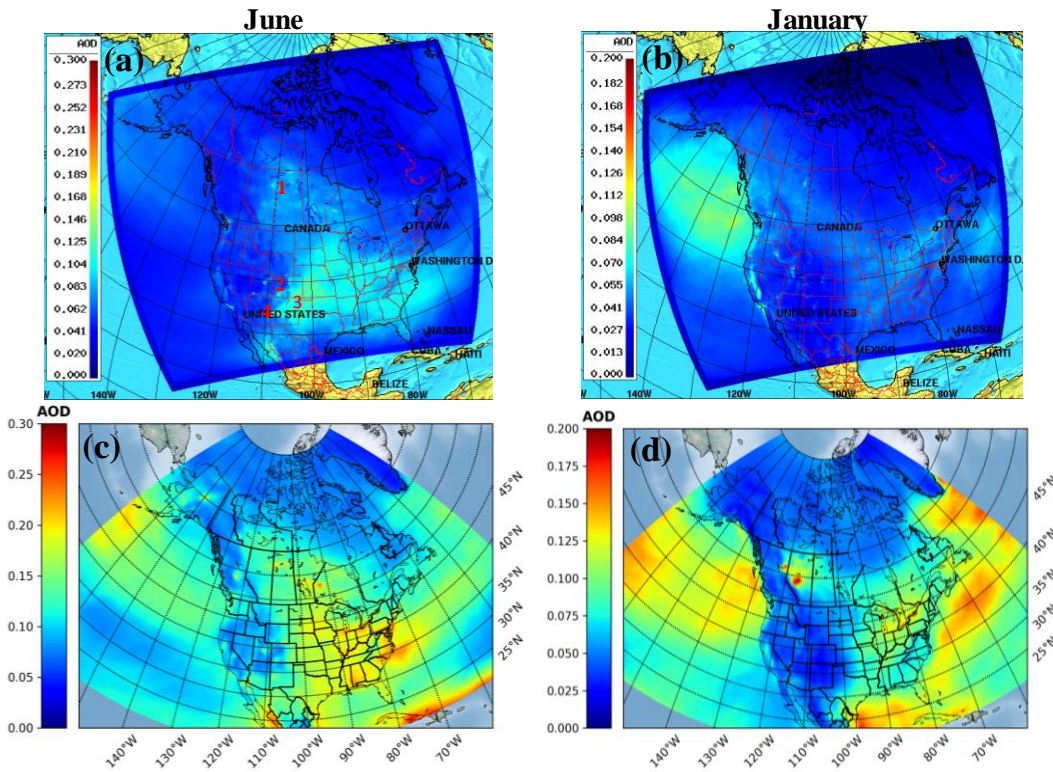 June
January
(a)
AOD
0.300
0.273
0.252
0.231
0.210
0.189
0.168
0.146
0.125
0.104
0.083
0.062
0.041
0.020
0.000
1
2
3
4
CANADA
OTTAWA
WASHINGTON D
UNITED STATES
NASSAU
MEXICO
CUBA
HAITI
BELIZE
140W
120W
100W
80W
(b)
AOD
0.200
0.182
0.168
0.154
0.140
0.126
0.112
0.098
0.084
0.070
0.055
0.041
0.027
0.013
0.000
CANADA
OTTAWA
WASHINGTON D.
UNITED STATES
NASSAU
MEXICO
CUBA
HAITI
BELIZE
140W
120W
100W
80W
(c)
AOD
0.30
0.25
0.20
0.15
0.10
0.05
0.00
45°N
40°N
35°N
30°N
25°N
140°W
130°W
120°W
110°W
100°W
90°W
80°W
70°W
(d)
AOD
0.200
0.175
0.150
0.125
0.100
0.075
0.050
0.025
0.000
45°N
40°N
35°N
30°N
25°N
140°W
130°W
120°W
110°W
100°W
90°W
80°W
70°W